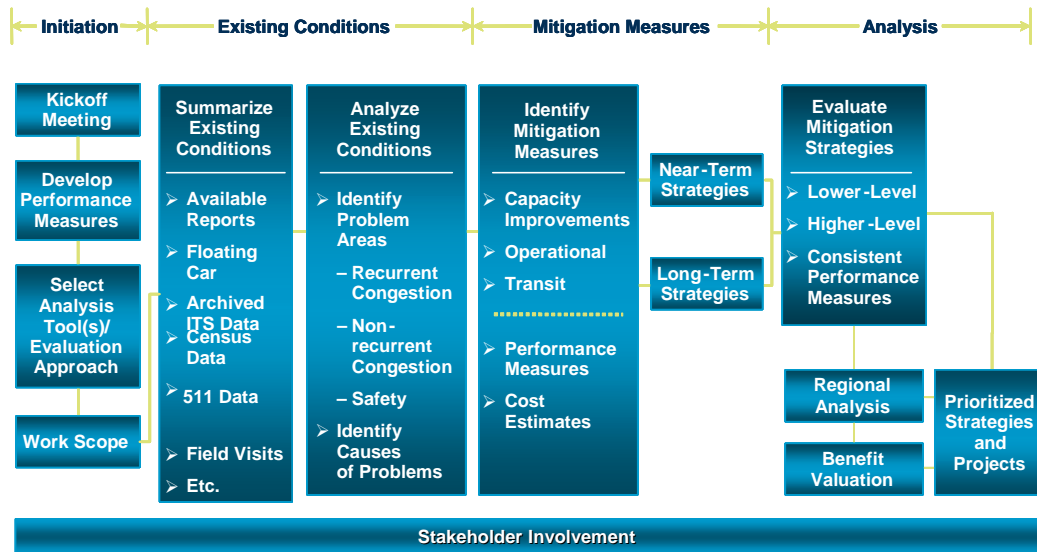 Initiation
Existing Conditions
Mitigation Measures
Analysis
Kickoff
Meeting
Develop
Performance
Measures
Select
Analysis
Tool(s)/
Evaluation
Approach
Work Scope
Summarize
Existing
Conditions
Available
Reports
Floating
Car
Archived
ITS Data
Census
Data
511 Data
Field Visits
Etc.
Analyze
Existing
Conditions
Identify
Problem
Areas
– Recurrent
Congestion
– Non-
recurrent
Congestion
– Safety
Identify
Causes
of Problems
Identify
Mitigation
Measures
Capacity
Improvements
Operational
Transit
Performance
Measures
Cost
Estimates
Near-Term
Strategies
Long-Term
Strategies
Evaluate
Mitigation
Strategies
Lower-Level
Higher-Level
Consistent
Performance
Measures
Regional
Analysis
Benefit
Valuation
Prioritized
Strategies
and
Projects
Stakeholder Involvement